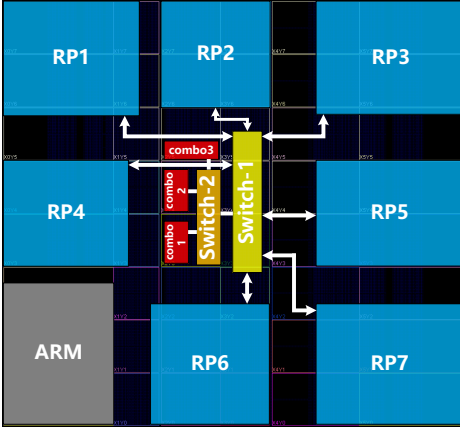 RP1
RP2
RP3
combo3
RP4
combo
2
combo
1
Switch-2
Switch-1
RP5
ARM
RP6
RP7